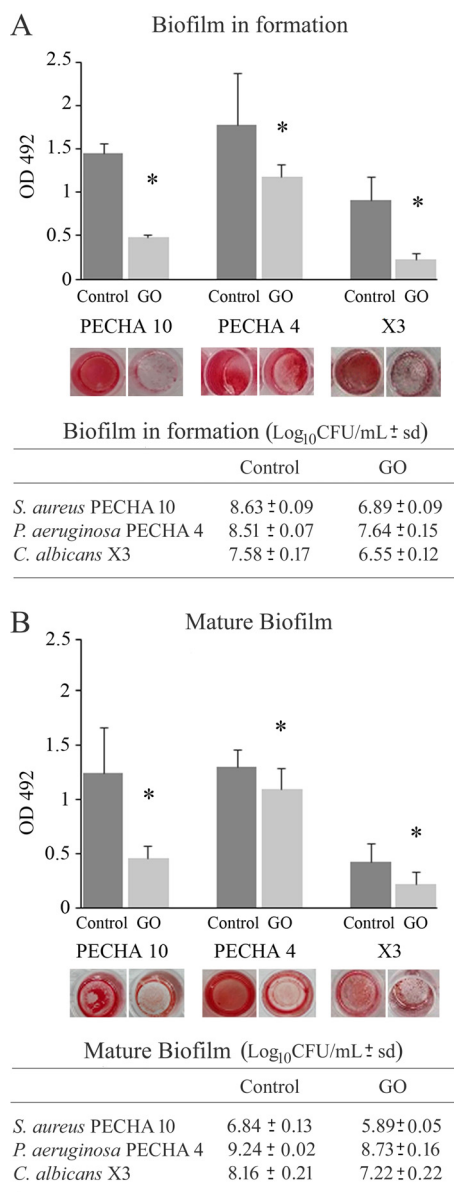 A
Biofilm in formation
2.5
2
1.5
1
0.5
0
OD 492
*
*
*
Control GO Control GO Control GO
PECHA 10 PECHA 4 X3
Biofilm in formation (Log10CFU/mL ± sd)
Control GO
S. aureus PECHA 10 8.63 ± 0.09 6.89 ± 0.09
P. aeruginosa PECHA 4 8.51 ± 0.07 7.64 ± 0.15
C. albicans X3 7.58 ± 0.17 6.55 ± 0.12
B
Mature Biofilm
2.5
2
1.5
1
0.5
0
OD 492
*
*
*
Control GO Control GO Control GO
PECHA 10 PECHA 4 X3
Mature Biofilm (Log10CFU/mL ± sd)
Control GO
S. aureus PECHA 10 6.84 ± 0.13 5.89 ± 0.05
P. aeruginosa PECHA 4 9.24 ± 0.02 8.73 ± 0.16
C. albicans X3 8.16 ± 0.21 7.22 ± 0.22